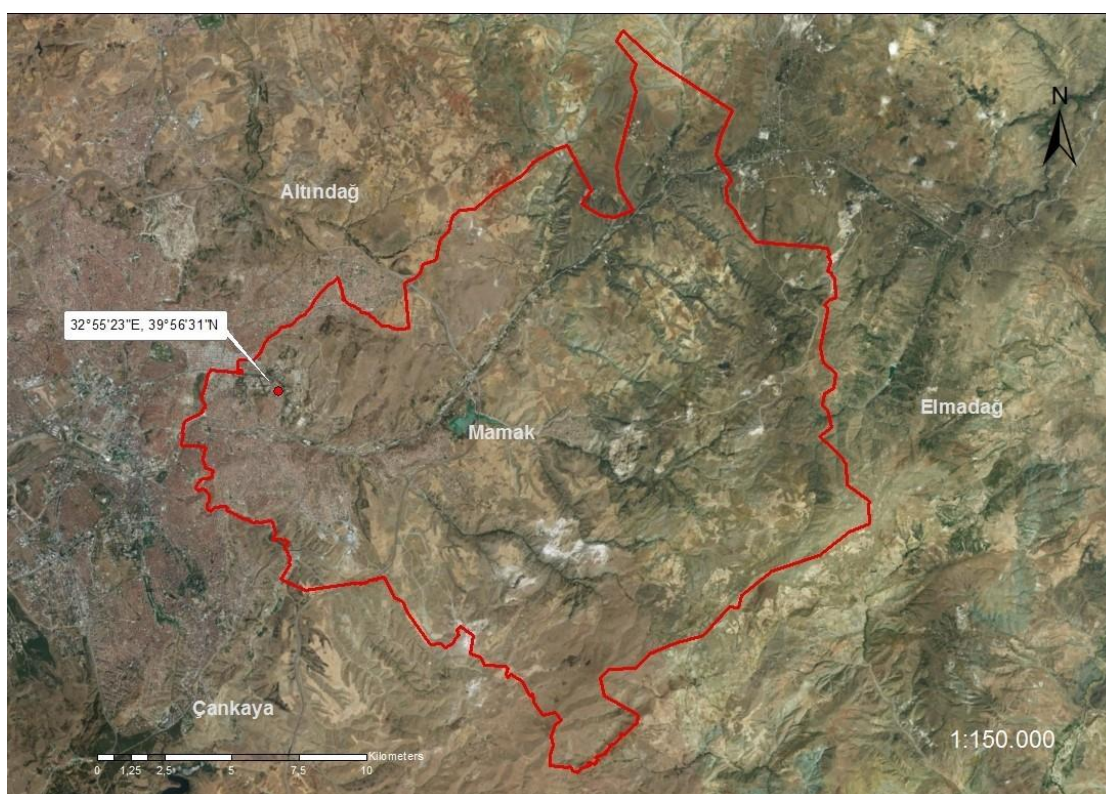 N
Altındağ
32°55'23"E, 39°56'31"N
Elmadağ
Mamak
Çankaya
1:150.000
Kilometers
0 1,25 2,5 5 7,5 10